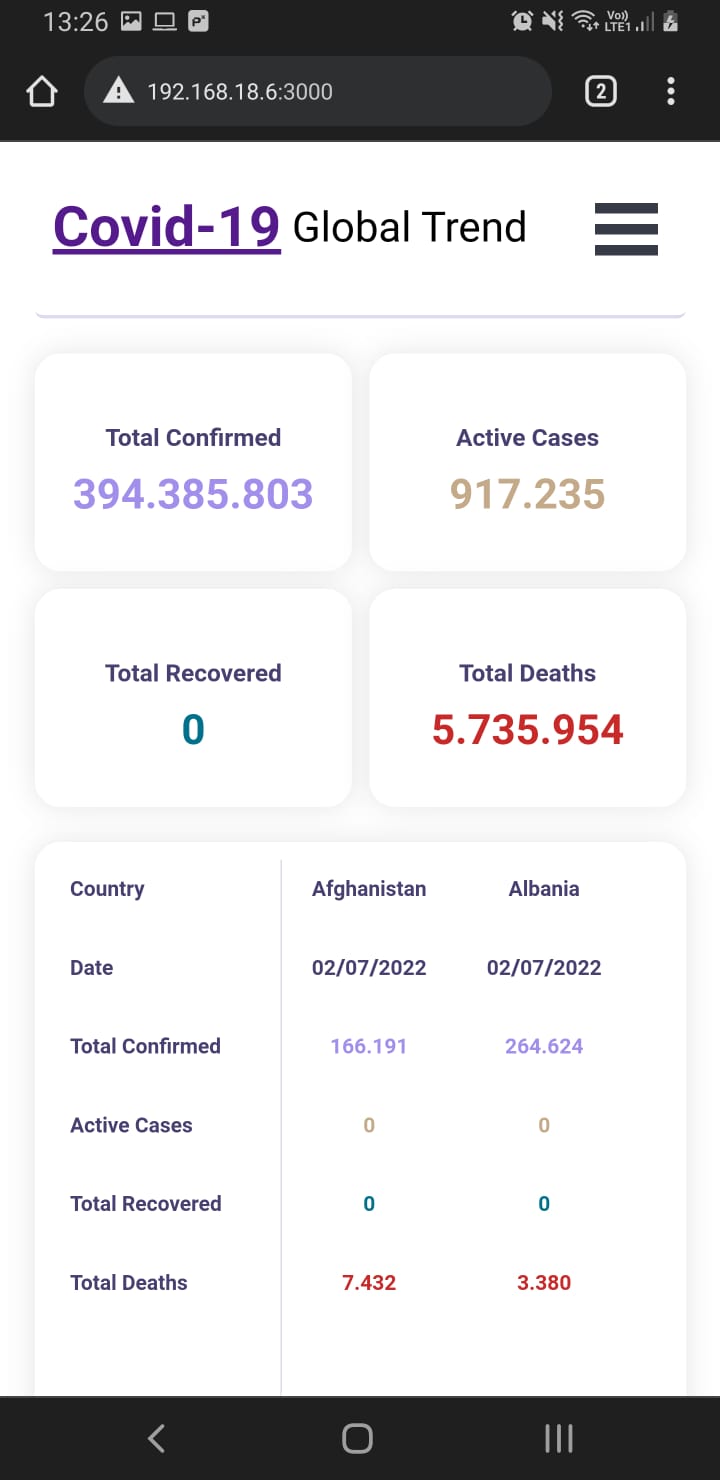 13:26 Vo)) LTE1
192.168.18.6:3000 2
Covid-19 Global Trend
Total Confirmed
394.385.803
Active Cases
917.235
Total Recovered
0
Total Deaths
5.735.954
Country Afghanistan Albania
Date 02/07/2022 02/07/2022
Total Confirmed 166.191 264.624
Active Cases 0 0
Total Recovered 0 0
Total Deaths 7.432 3.380